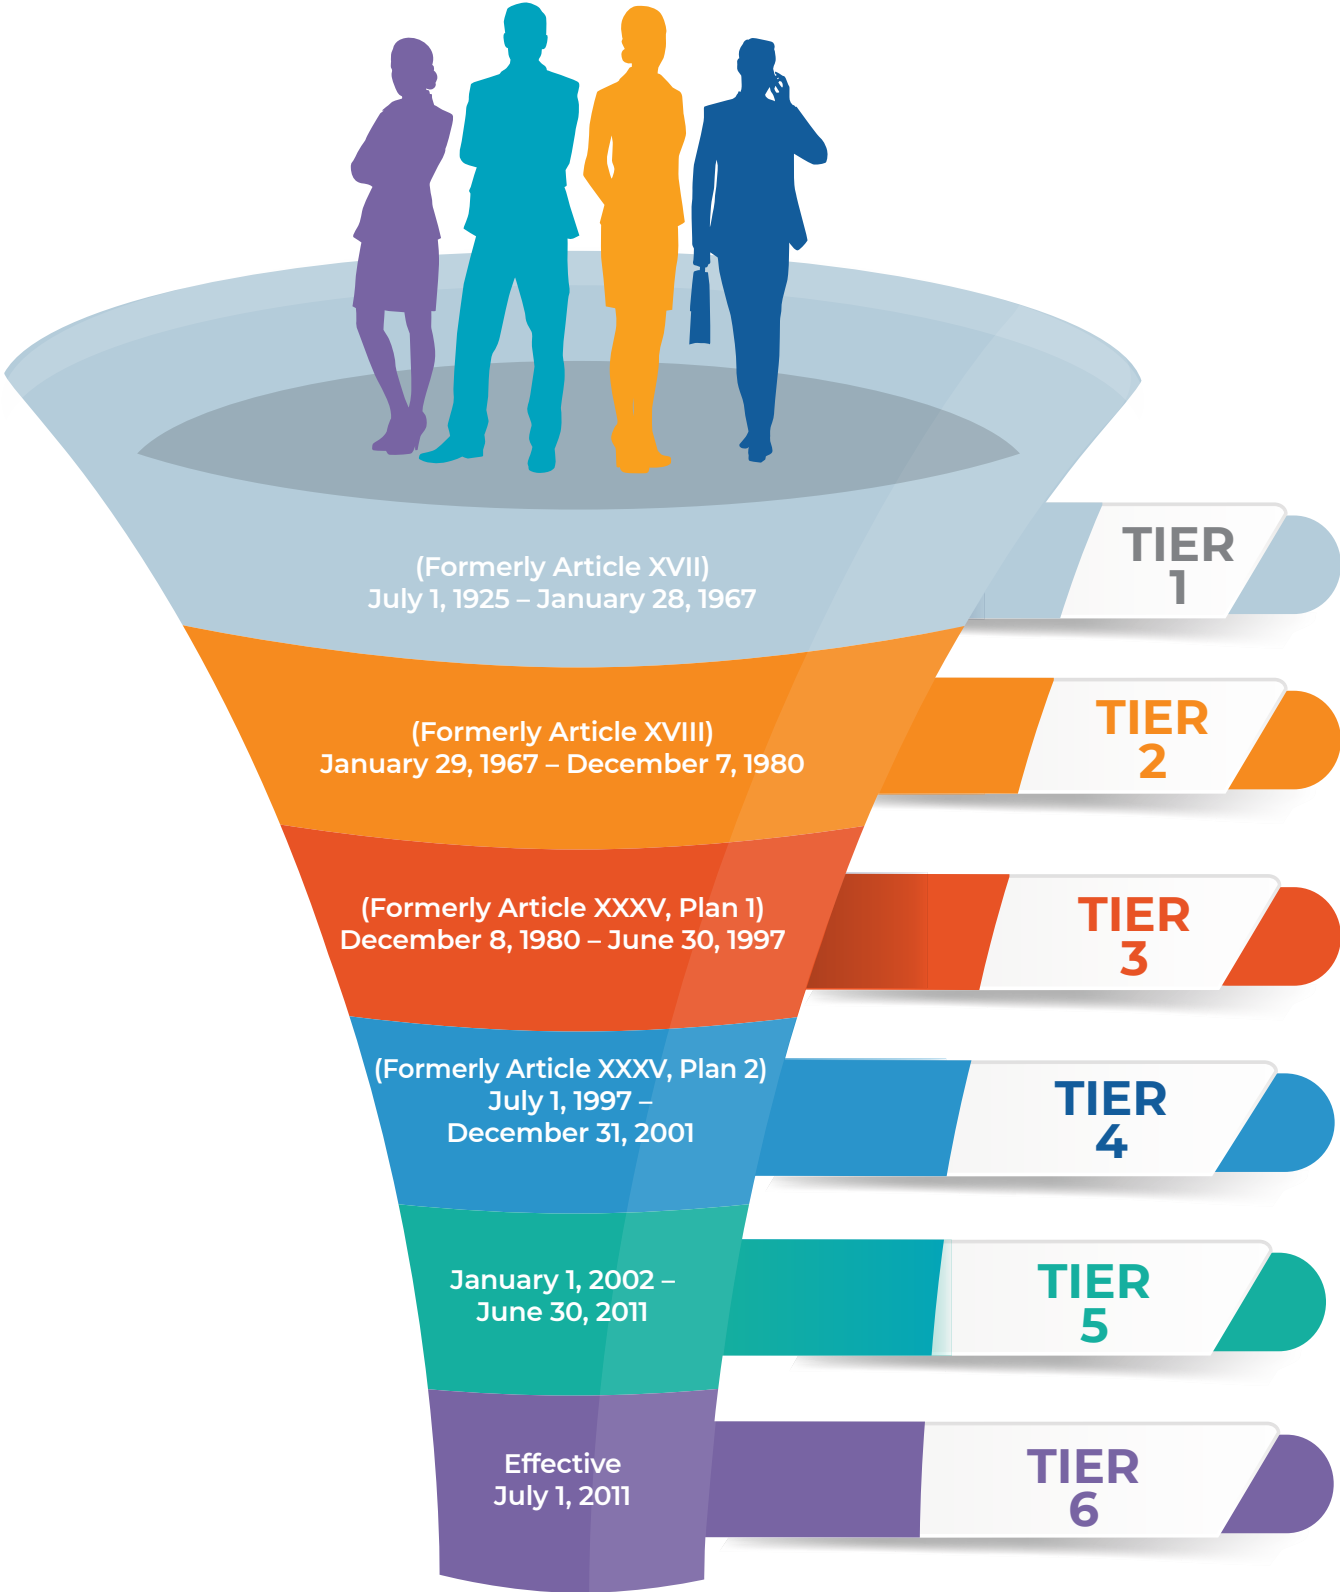 (Formerly Article XVII)
July 1, 1925 – January 28, 1967
TIER
1
(Formerly Article XVIII)
January 29, 1967 – December 7, 1980
TIER
2
(Formerly Article XXXV, Plan 1)
December 8, 1980 – June 30, 1997
TIER
3
(Formerly Article XXXV, Plan 2)
July 1, 1997 –
December 31, 2001
TIER
4
January 1, 2002 –
June 30, 2011
TIER
5
Effective
July 1, 2011
TIER
6